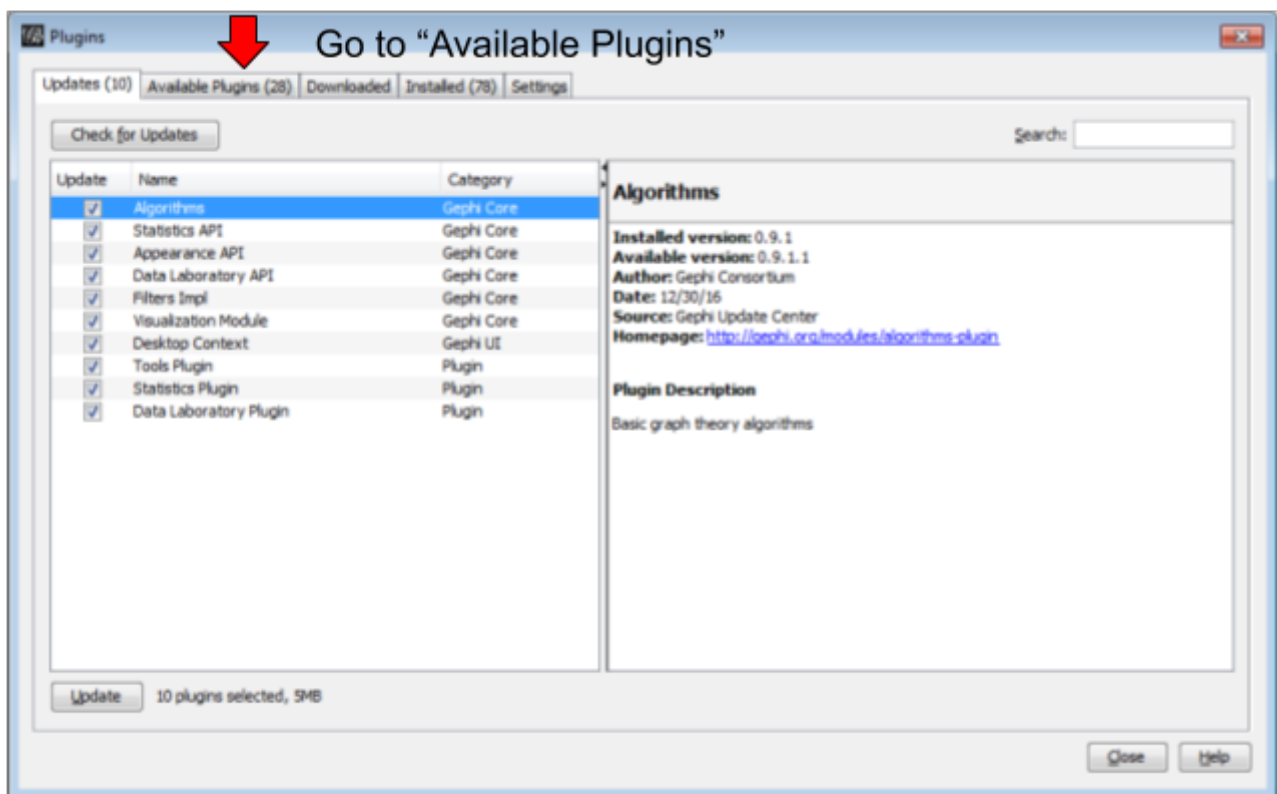 Plugins
Go to “Available Plugins”
Updates (10) Available Plugins (28) Downloaded Installed (78) Settings
Check for Updates
Search:
Update Name Category
Algorithms Gephi Core
Statistics API Gephi Core
Appearance API Gephi Core
Data Laboratory API Gephi Core
Filters Impl Gephi Core
Visualization Module Gephi Core
Desktop Context Gephi UI
Tools Plugin Plugin
Statistics Plugin Plugin
Data Laboratory Plugin Plugin
Algorithms
Installed version: 0.9.1
Available version: 0.9.1.1
Author: Gephi Consortium
Date: 12/30/16
Source: Gephi Update Center
Homepage: http://gephi.org/modules/algorithms-plugin
Plugin Description
Basic graph theory algorithms
Update 10 plugins selected, 5MB
Close Help